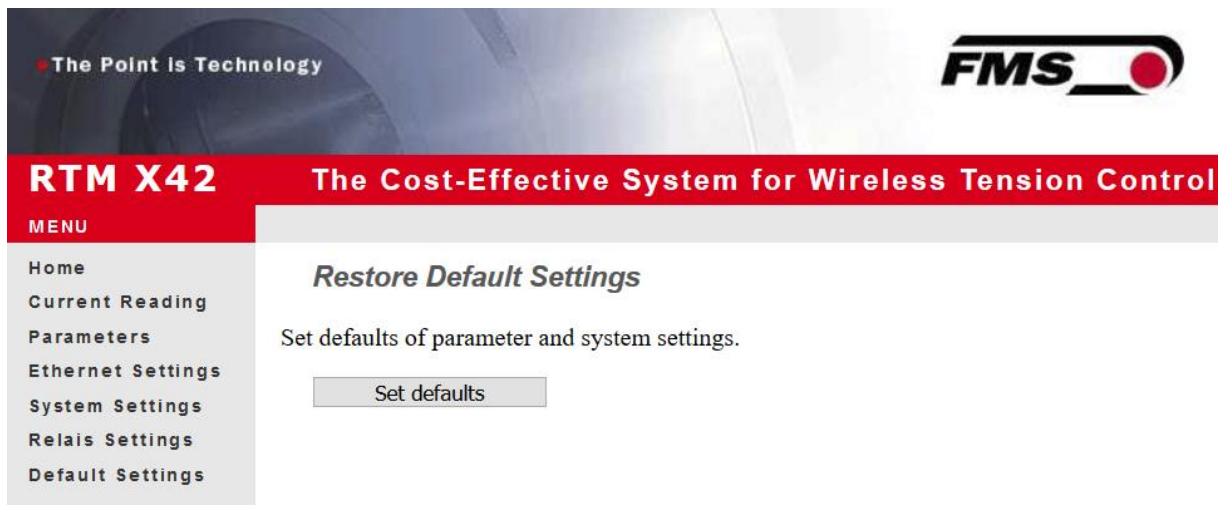 The Point is Technology
FMS
RTM X42
The Cost-Effective System for Wireless Tension Control
MENU
Home
Current Reading
Parameters
Ethernet Settings
System Settings
Relais Settings
Default Settings
Restore Default Settings
Set defaults of parameter and system settings.
Set defaults